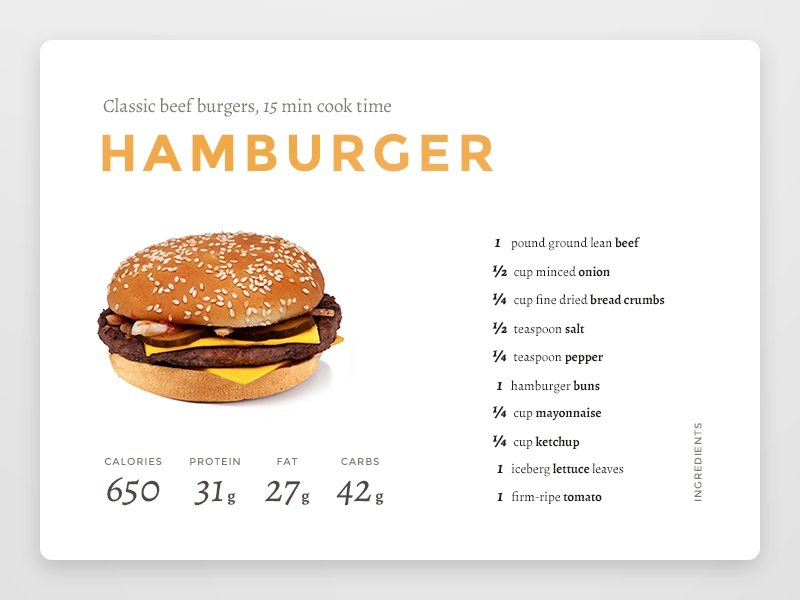 Classic beef burgers, 15 min cook time
HAMBURGER
1 pound ground lean beef
½ cup minced onion
¼ cup fine dried bread crumbs
½ teaspoon salt
¼ teaspoon pepper
1 hamburger buns
¼ cup mayonnaise
¼ cup ketchup
1 iceberg lettuce leaves
1 firm-ripe tomato
INGREDIENTS
CALORIES PROTEIN FAT CARBS
650 31 g 27 g 42 g